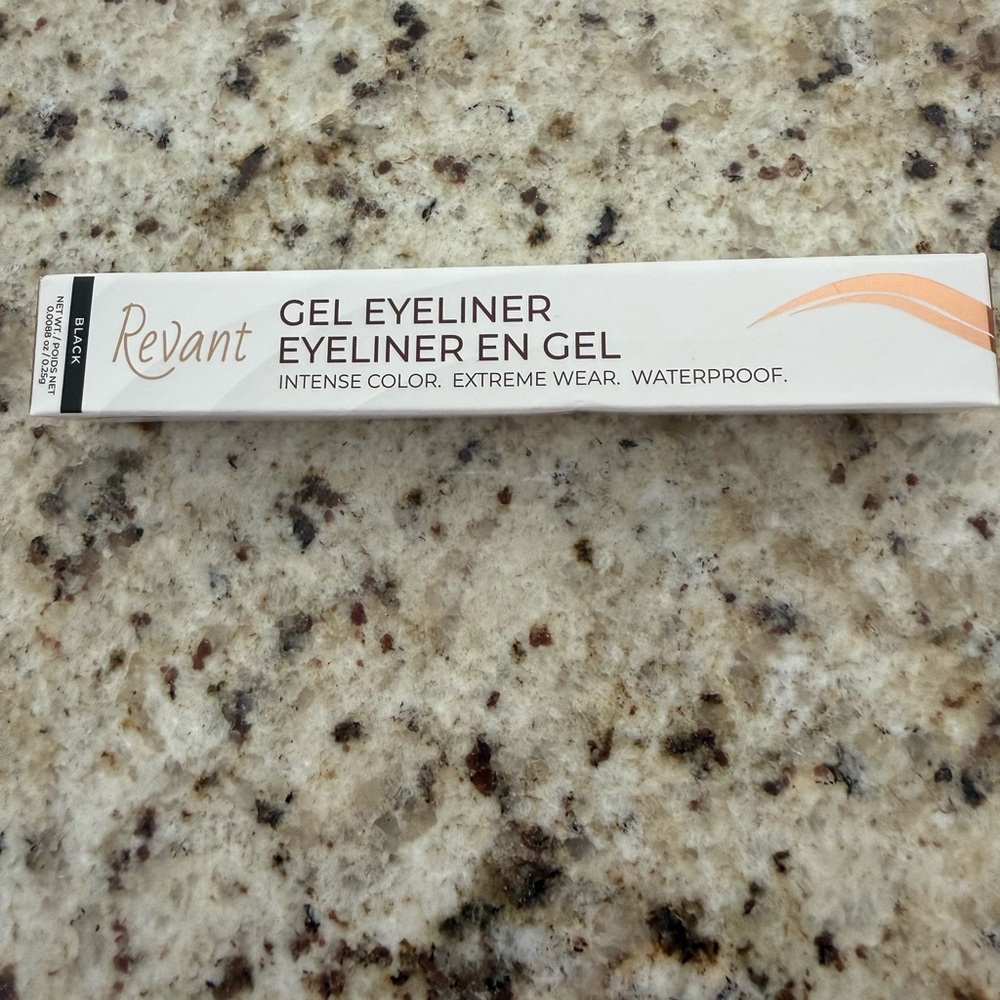 NET WT. / POIDS NET
0.0088 oz / 0.25g
BLACK
Revant
GEL EYELINER
EYELINER EN GEL
INTENSE COLOR. EXTREME WEAR. WATERPROOF.